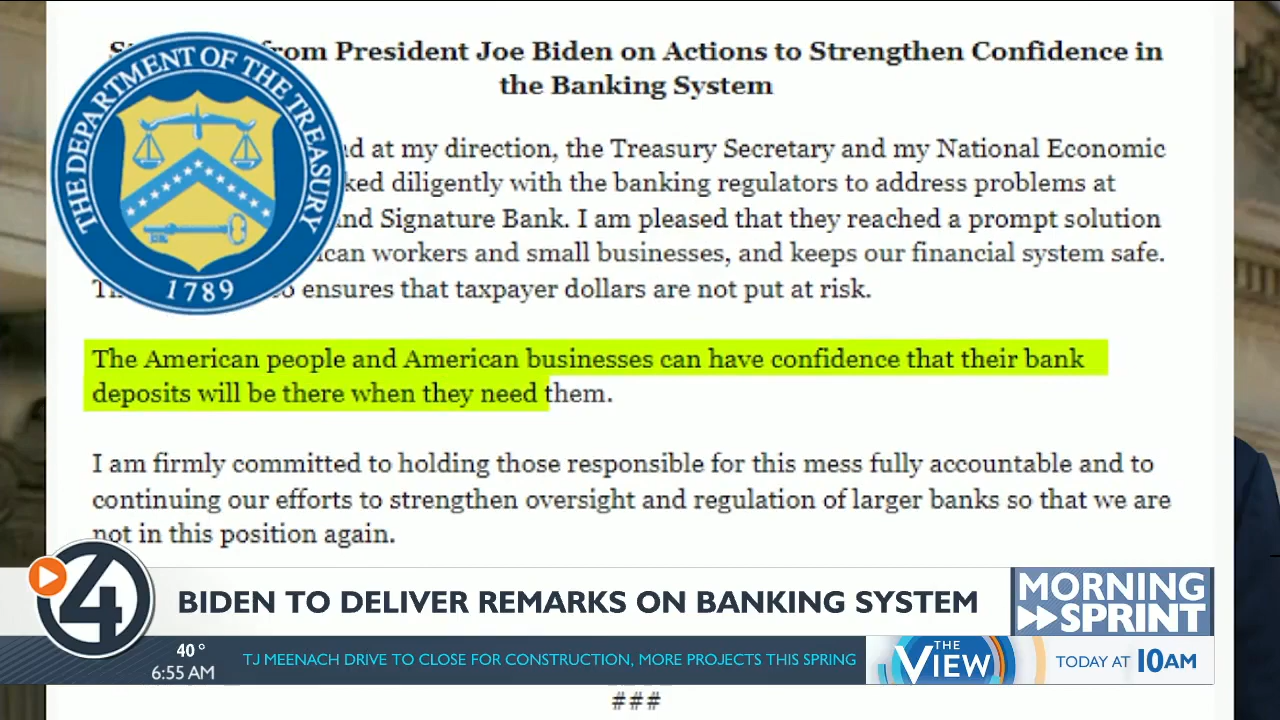 from President Joe Biden on Actions to Strengthen Confidence in
the Banking System
THE DEPARTMENT OF THE TREASURY
1789
at my direction, the Treasury Secretary and my National Economic
diligently with the banking regulators to address problems at
and Signature Bank. I am pleased that they reached a prompt solution
workers and small businesses, and keeps our financial system safe.
ensures that taxpayer dollars are not put at risk.
The American people and American businesses can have confidence that their bank
deposits will be there when they need them.
I am firmly committed to holding those responsible for this mess fully accountable and to
continuing our efforts to strengthen oversight and regulation of larger banks so that we are
not in this position again.
4
BIDEN TO DELIVER REMARKS ON BANKING SYSTEM
MORNING
SPRINT
40°
6:55 AM
TJ MEENACH DRIVE TO CLOSE FOR CONSTRUCTION, MORE PROJECTS THIS SPRING
THE
VIEW
TODAY AT 10AM
###